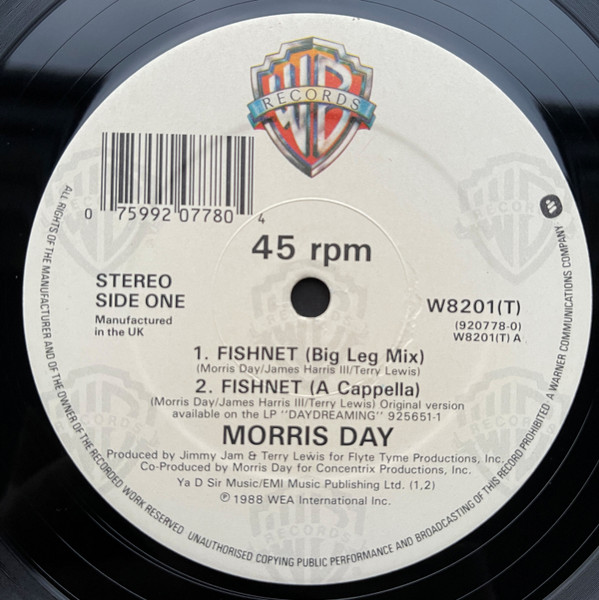 WB
RECORDS
0 75992 07780 4
45 rpm
STEREO
SIDE ONE
Manufactured
in the UK
W8201(T)
(920778-0)
W8201(T) A
1. FISHNET (Big Leg Mix)
(Morris Day/James Harris III/Terry Lewis)
2. FISHNET (A Cappella)
(Morris Day/James Harris III/Terry Lewis) Original version
available on the LP "DAYDREAMING" 925651-1
MORRIS DAY
Produced by Jimmy Jam & Terry Lewis for Flyte Tyme Productions, Inc.
Co-Produced by Morris Day for Concentrix Productions, Inc.
Ya D Sir Music/EMI Music Publishing Ltd. (1,2)
℗ 1988 WEA International Inc.
ALL RIGHTS OF THE MANUFACTURER AND OF THE OWNER OF THE RECORDED WORK RESERVED UNAUTHORISED COPYING PUBLIC PERFORMANCE AND BROADCASTING OF THIS RECORD PROHIBITED A WARNER COMMUNICATIONS COMPANY